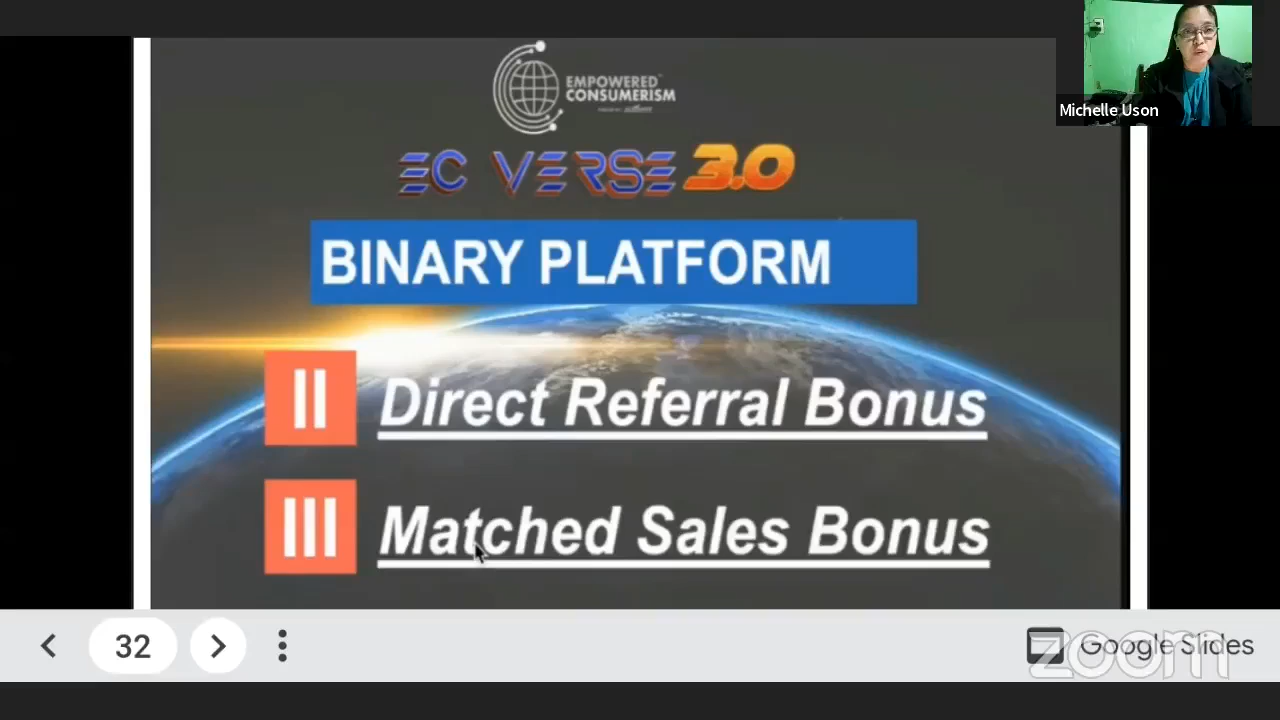 Michelle Uson
EMPOWERED
CONSUMERISM
EC VERSE 3.0
BINARY PLATFORM
II Direct Referral Bonus
III Matched Sales Bonus
32
Google Slides
zoom